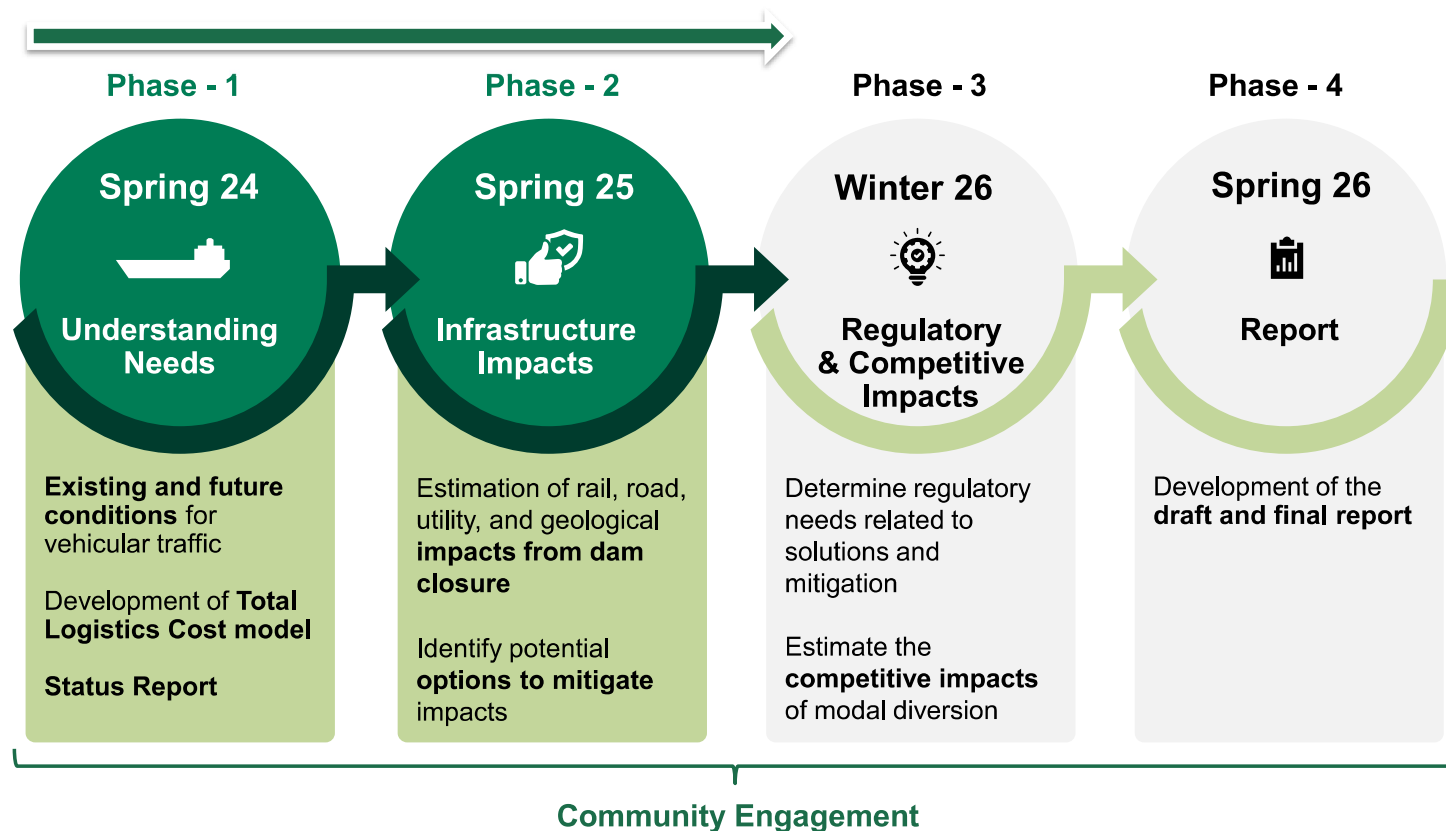 Phase - 1
Spring 24
Understanding
Needs
Existing and future
conditions for
vehicular traffic
Development of Total
Logistics Cost model
Status Report
Phase - 2
Spring 25
Infrastructure
Impacts
Estimation of rail, road,
utility, and geological
impacts from dam
closure
Identify potential
options to mitigate
impacts
Phase - 3
Winter 26
Regulatory
& Competitive
Impacts
Determine regulatory
needs related to
solutions and
mitigation
Estimate the
competitive impacts
of modal diversion
Phase - 4
Spring 26
Report
Development of the
draft and final report
Community Engagement